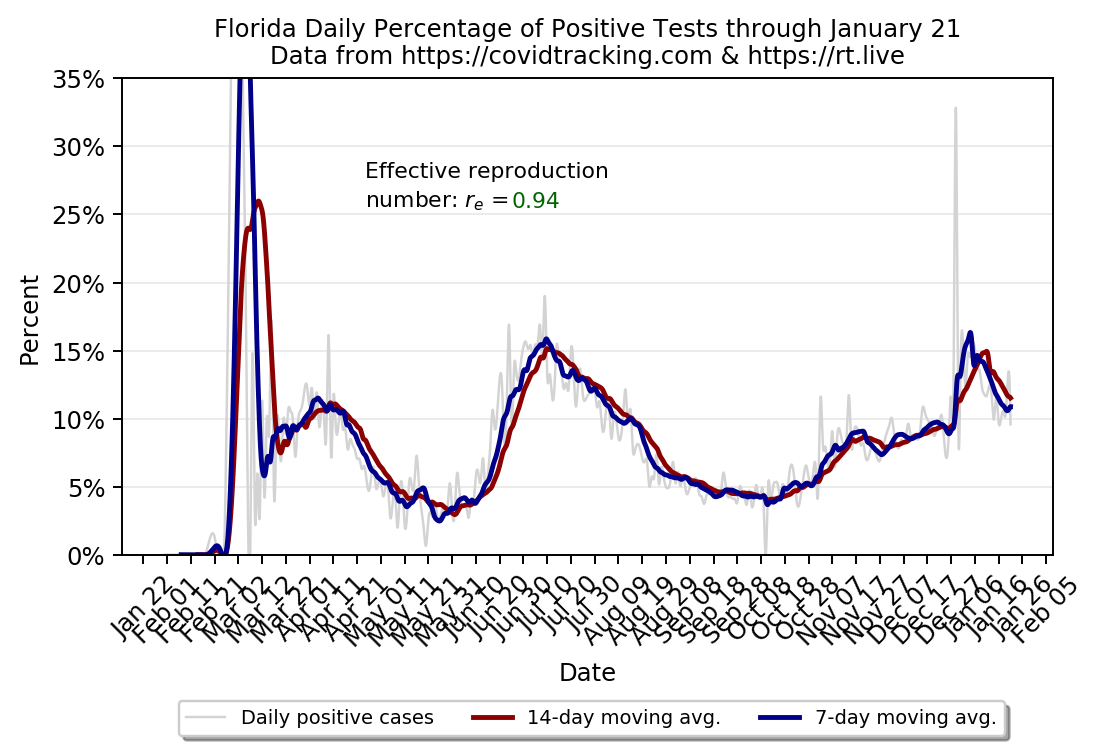 Florida Daily Percentage of Positive Tests through January 21
Data from https://covidtracking.com & https://rt.live
35%
30%
25%
20%
15%
10%
5%
0%
Percent
Effective reproduction
number: rₑ = 0.94
Jan 22
Feb 01
Feb 11
Feb 21
Mar 02
Mar 12
Mar 22
Apr 01
Apr 11
Apr 21
May 01
May 11
May 21
May 31
Jun 10
Jun 20
Jun 30
Jul 10
Jul 20
Jul 30
Aug 09
Aug 19
Aug 29
Sep 08
Sep 18
Sep 28
Oct 08
Oct 18
Oct 28
Nov 07
Nov 17
Nov 27
Dec 07
Dec 17
Dec 27
Jan 06
Jan 16
Jan 26
Feb 05
Date
Daily positive cases
14-day moving avg.
7-day moving avg.